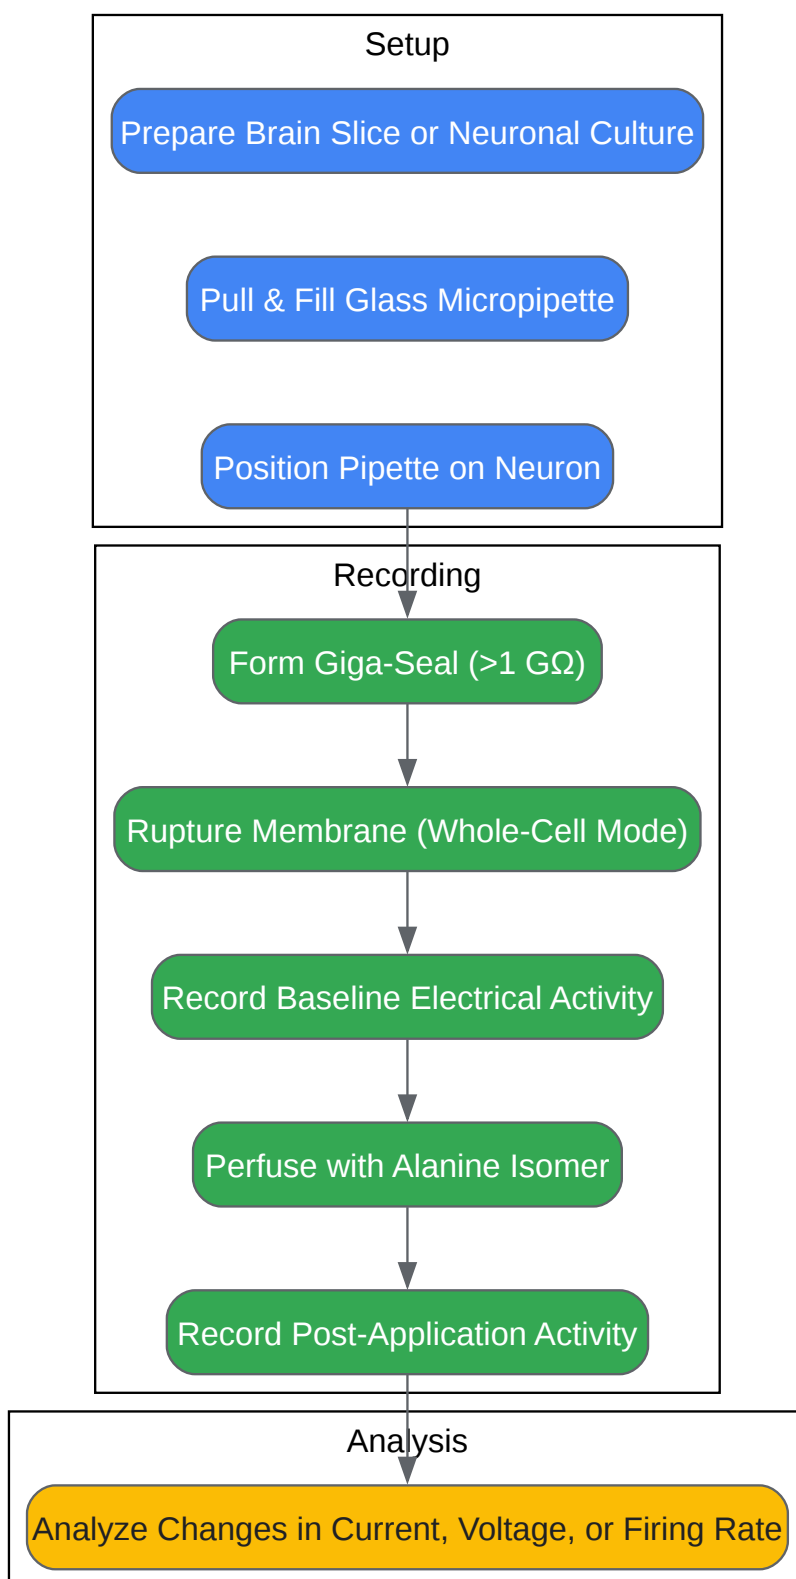 Setup
Prepare Brain Slice or Neuronal Culture
Pull & Fill Glass Micropipette
Position Pipette on Neuron
Recording
Form Giga-Seal (>1 GΩ)
Rupture Membrane (Whole-Cell Mode)
Record Baseline Electrical Activity
Perfuse with Alanine Isomer
Record Post-Application Activity
Analysis
Analyze Changes in Current, Voltage, or Firing Rate